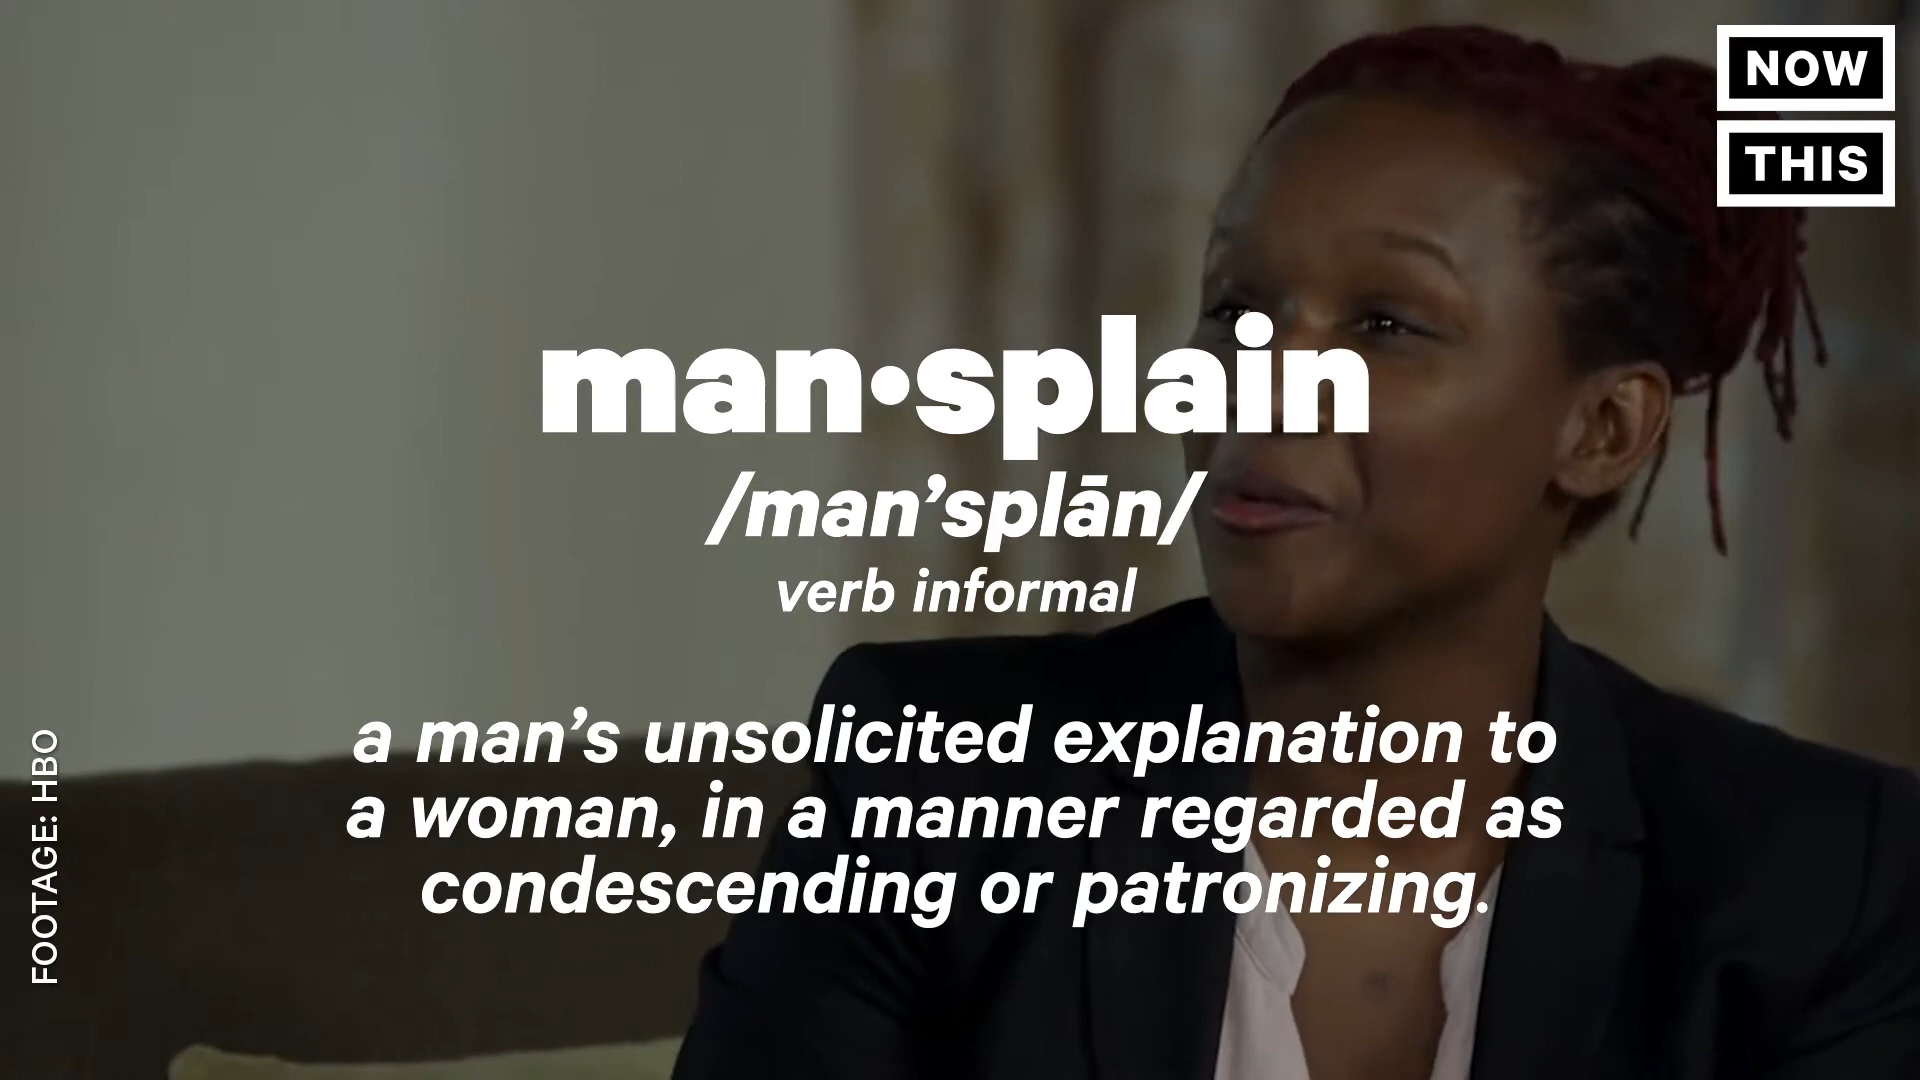 NOW
THIS
man•splain
/man’splān/
verb informal
a man’s unsolicited explanation to
a woman, in a manner regarded as
condescending or patronizing.
FOOTAGE: HBO